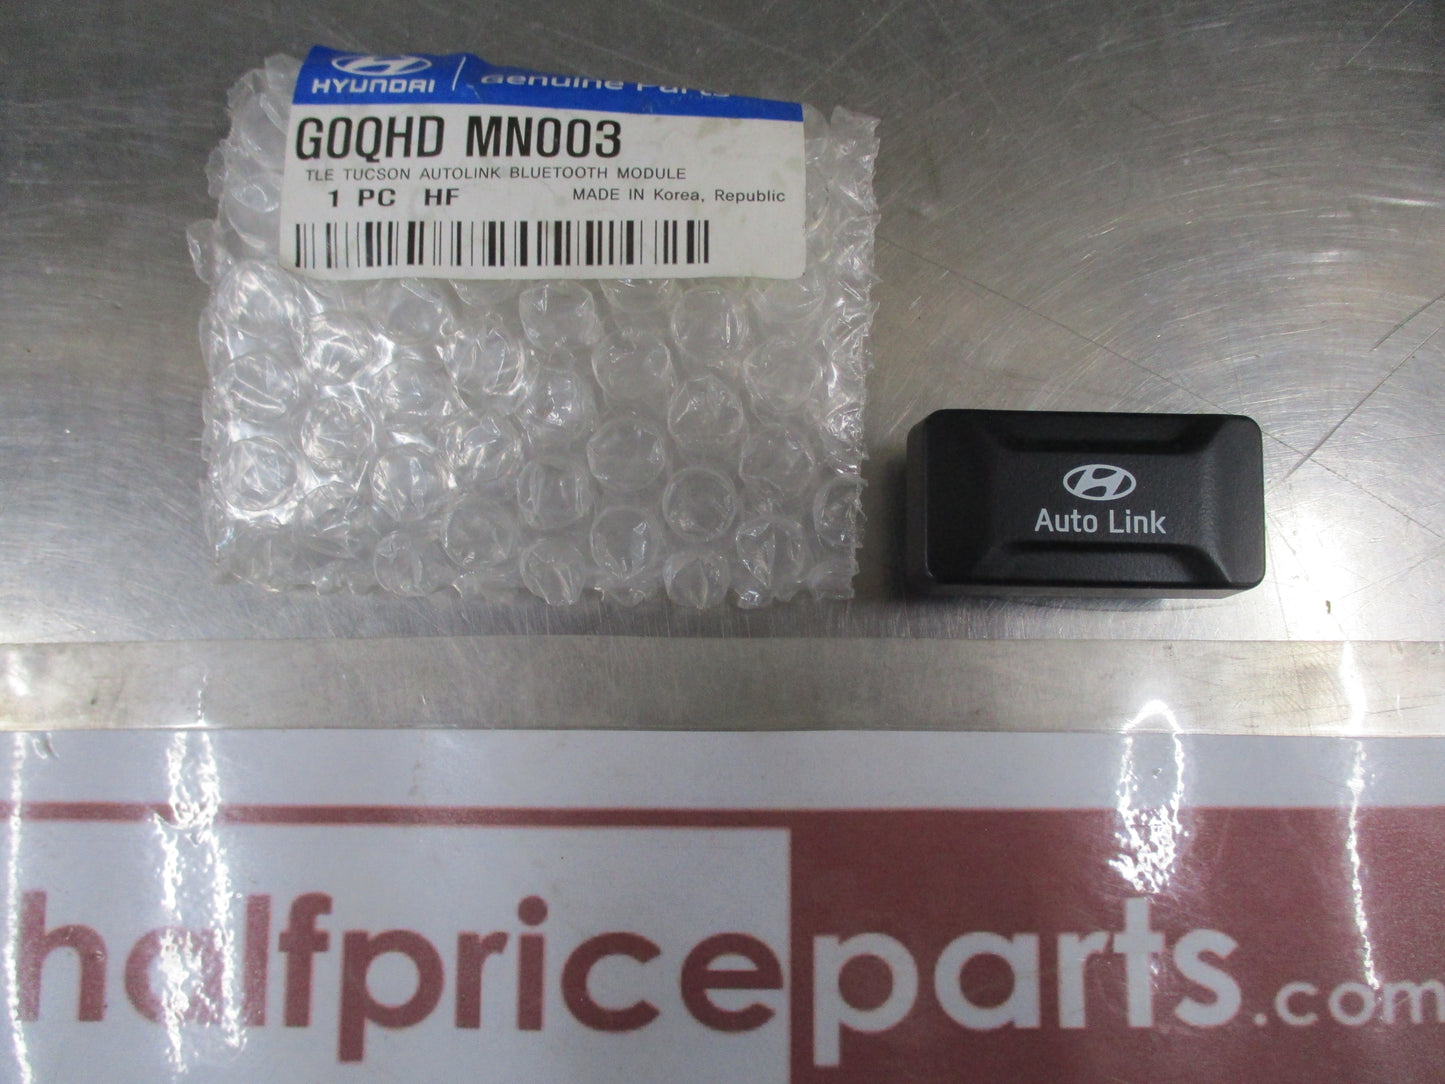 HYUNDAI | Genuine Parts
G0QHD MN003
TLE TUCSON AUTOLINK BLUETOOTH MODULE
1 PC HF MADE IN Korea, Republic
Auto Link
halfpriceparts.com